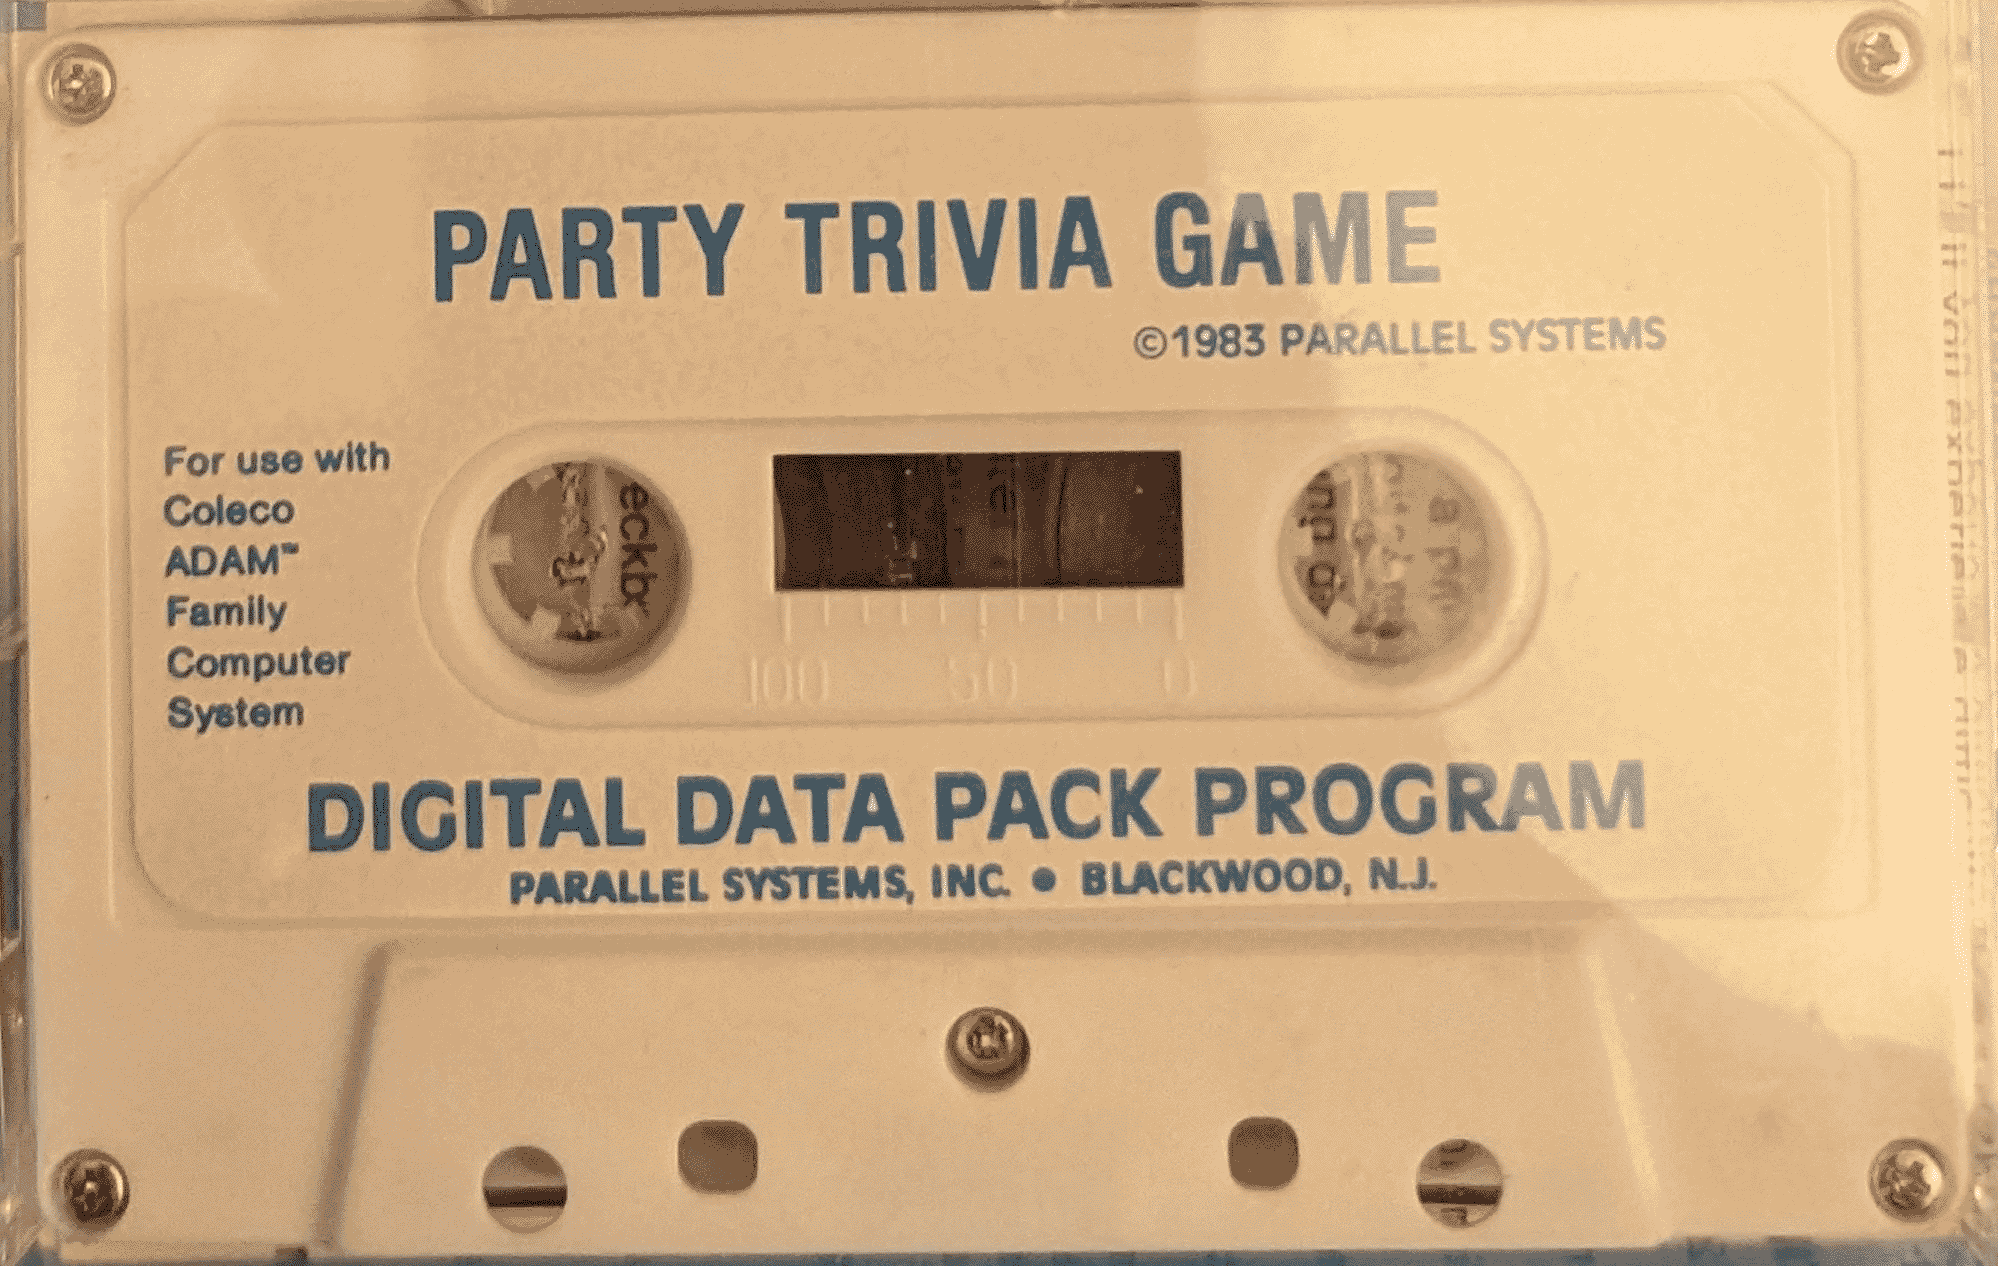 PARTY TRIVIA GAME
©1983 PARALLEL SYSTEMS
For use with
Coleco
ADAM™
Family
Computer
System
100 50 0
DIGITAL DATA PACK PROGRAM
PARALLEL SYSTEMS, INC. • BLACKWOOD, N.J.